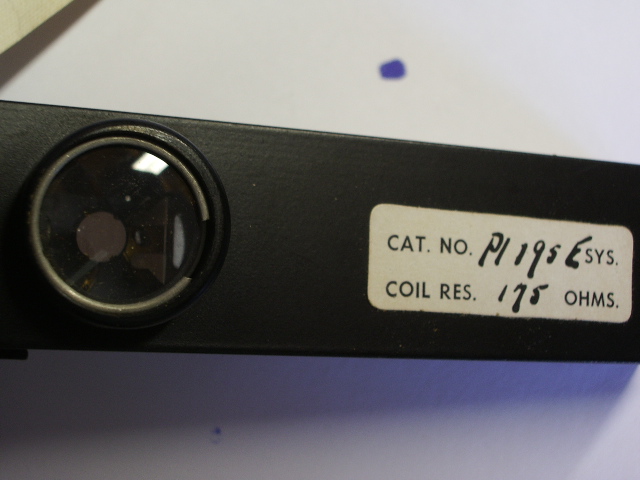 CAT. NO. P1195E SYS.
COIL RES. 175 OHMS.